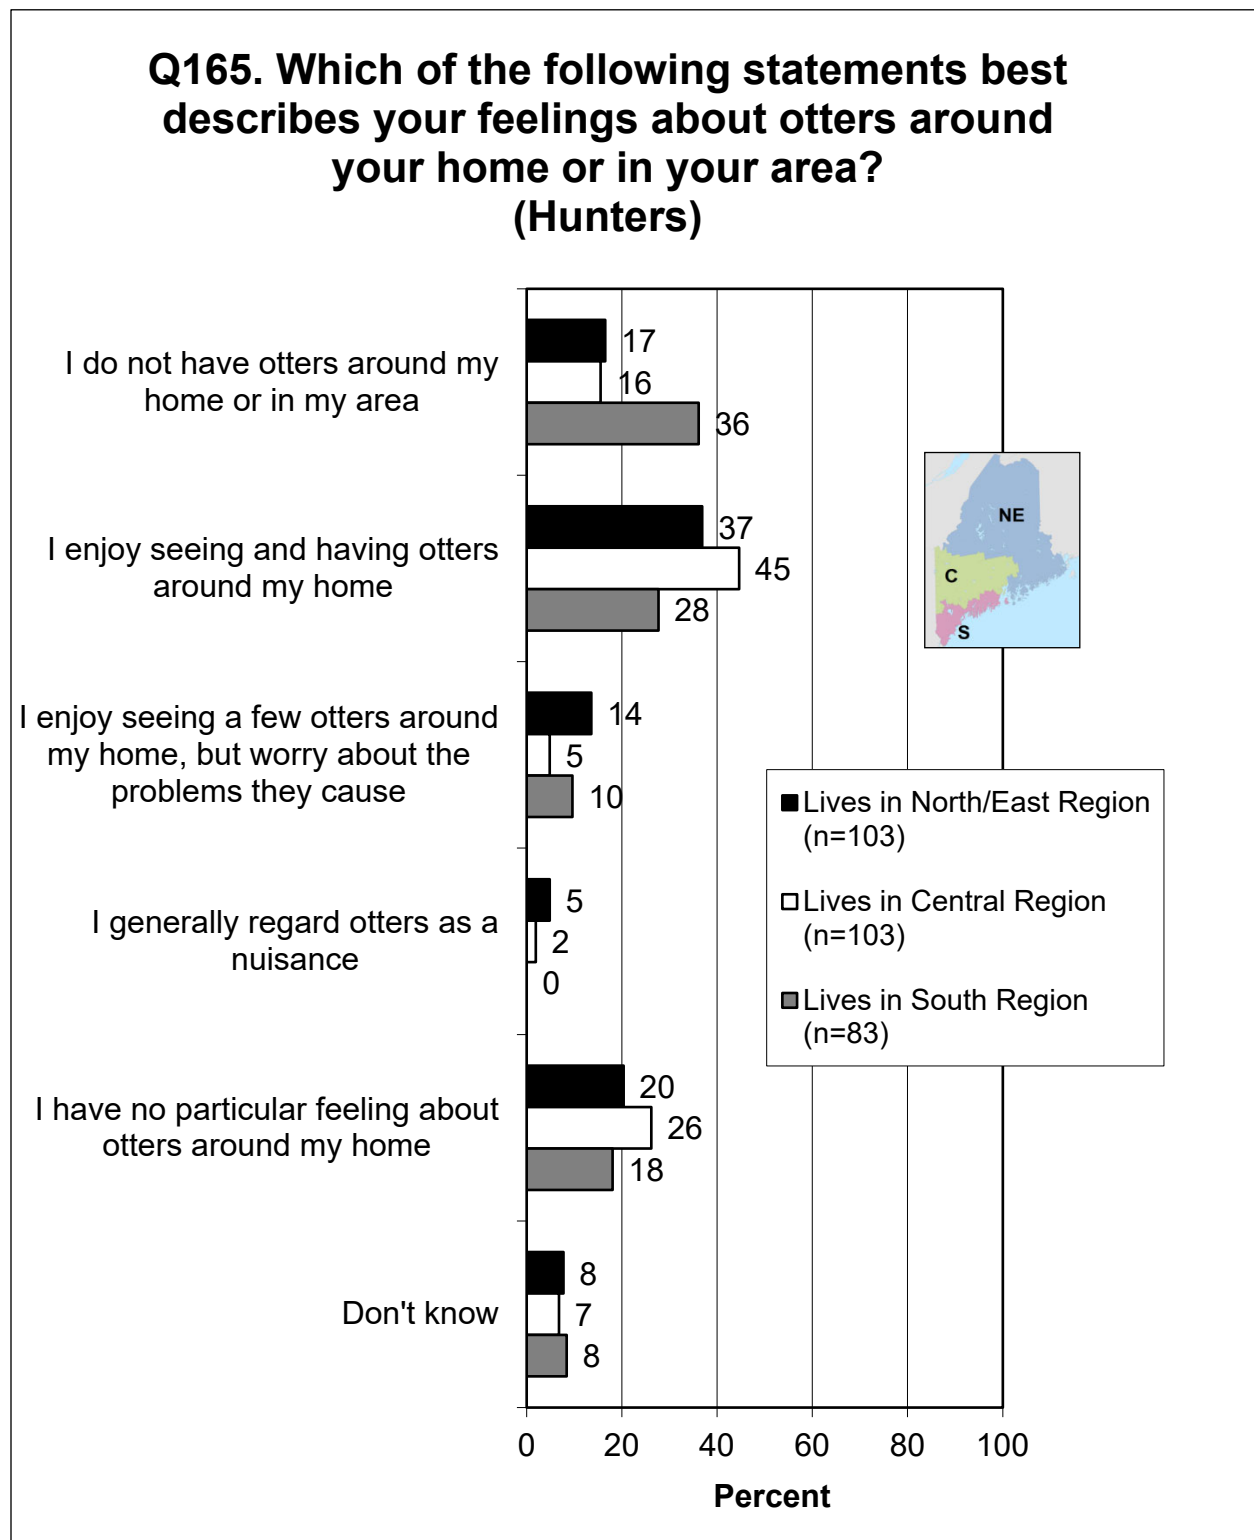 Q165. Which of the following statements best
describes your feelings about otters around
your home or in your area?
(Hunters)
I do not have otters around my
home or in my area
17
16
36
I enjoy seeing and having otters
around my home
37
45
28
I enjoy seeing a few otters around
my home, but worry about the
problems they cause
14
5
10
I generally regard otters as a
nuisance
5
2
0
I have no particular feeling about
otters around my home
20
26
18
Don't know
8
7
8
NE
C
S
Lives in North/East Region
(n=103)
Lives in Central Region
(n=103)
Lives in South Region
(n=83)
0 20 40 60 80 100
Percent